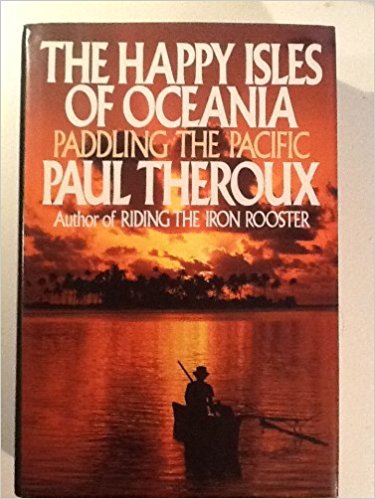 THE HAPPY ISLES
OF OCEANIA
PADDLING THE PACIFIC
PAUL THEROUX
Author of RIDING THE IRON ROOSTER